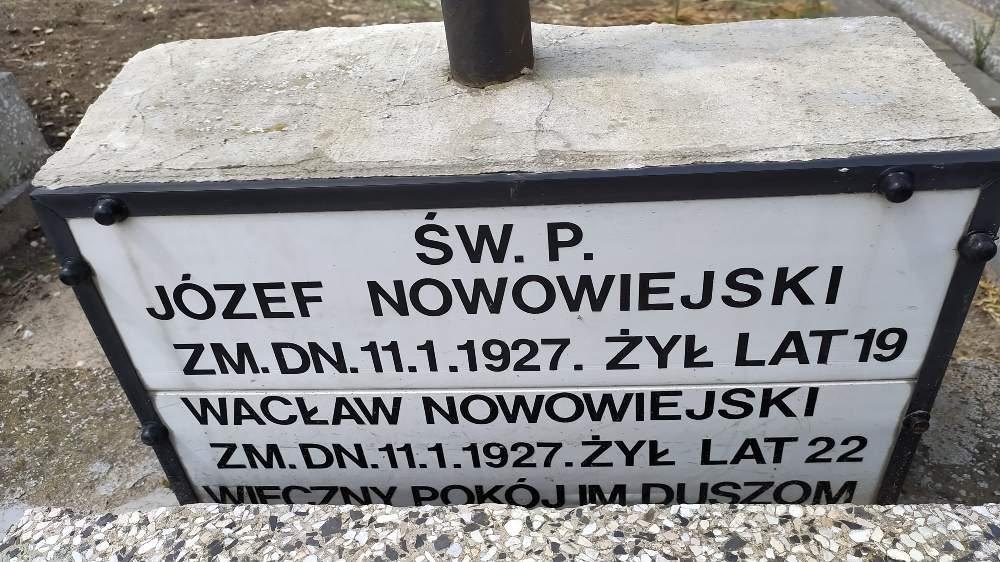 ŚW. P.
JÓZEF NOWOWIEJSKI
ZM. DN. 11.1.1927. ŻYŁ LAT 19
WACŁAW NOWOWIEJSKI
ZM. DN. 11.1.1927. ŻYŁ LAT 22
WIECZNY POKÓJ IM DUSZOM